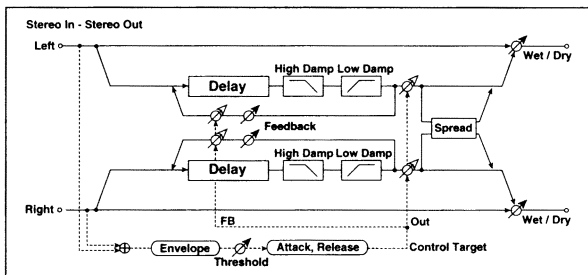 Stereo In - Stereo Out
Left
Wet / Dry
High Damp Low Damp
Delay
Feedback
Spread
High Damp Low Damp
Delay
Right
Wet / Dry
FB
Out
Envelope
Threshold
Attack, Release
Control Target